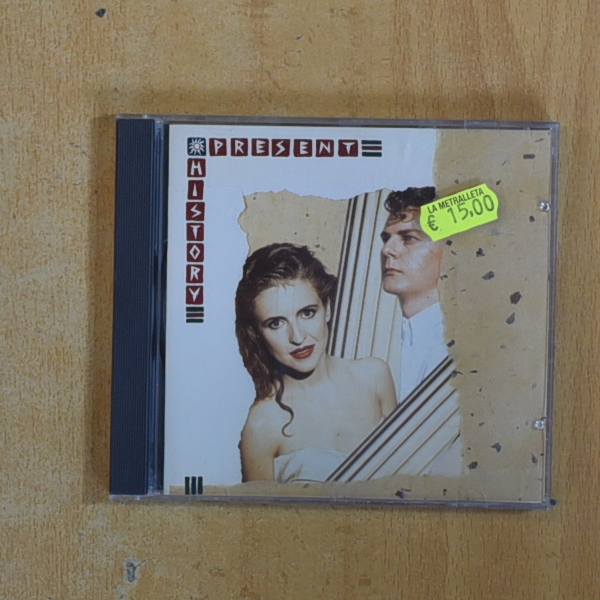 PRESENT
HISTORY
LA METRALLETA
€ 15,00